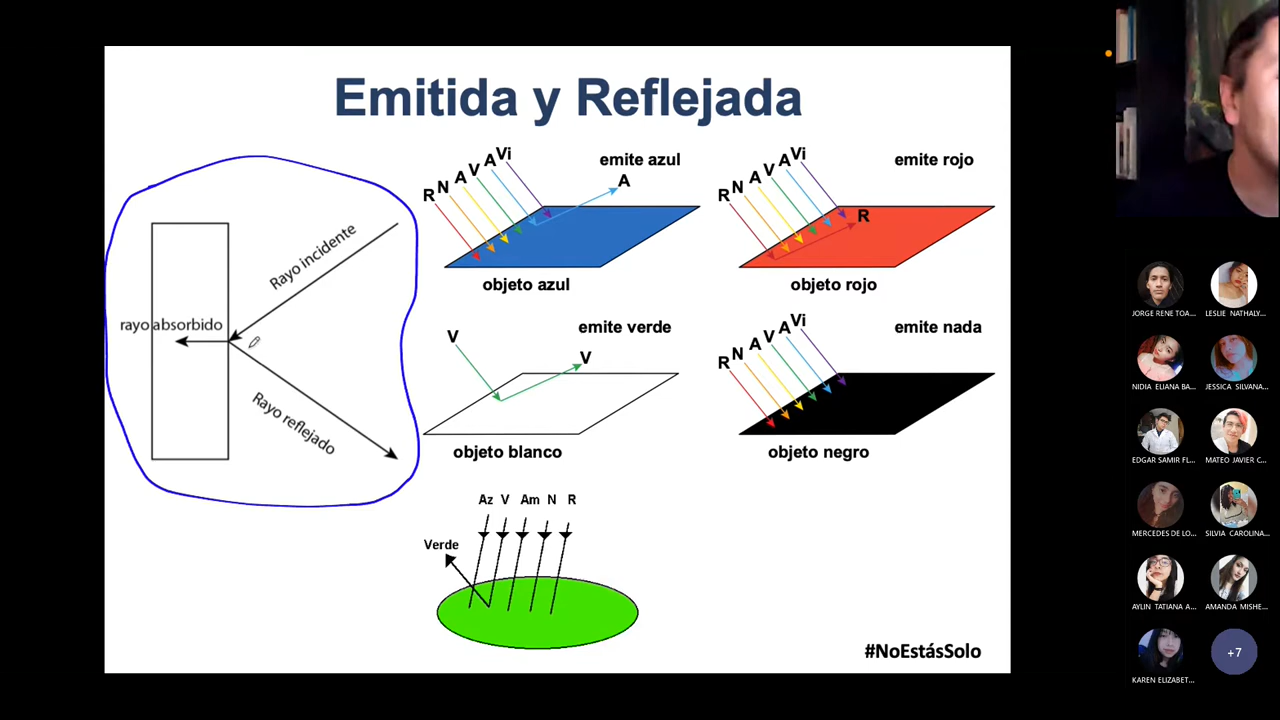 Emitida y Reflejada
Rayo incidente
rayo absorbido
Rayo reflejado
R N A V A Vi
emite azul
A
objeto azul
R N A V A Vi
emite rojo
R
objeto rojo
V
emite verde
V
objeto blanco
R N A V A Vi
emite nada
objeto negro
Az V Am N R
Verde
#NoEstásSolo
JORGE RENE TOA...
LESLIE NATHALY...
NIDIA ELIANA BA...
JESSICA SILVANA...
EDGAR SAMIR FL...
MATEO JAVIER C...
MERCEDES DE LO...
SILVIA CAROLINA...
AYLIN TATIANA A...
AMANDA MISHE...
KAREN ELIZABET...
+7